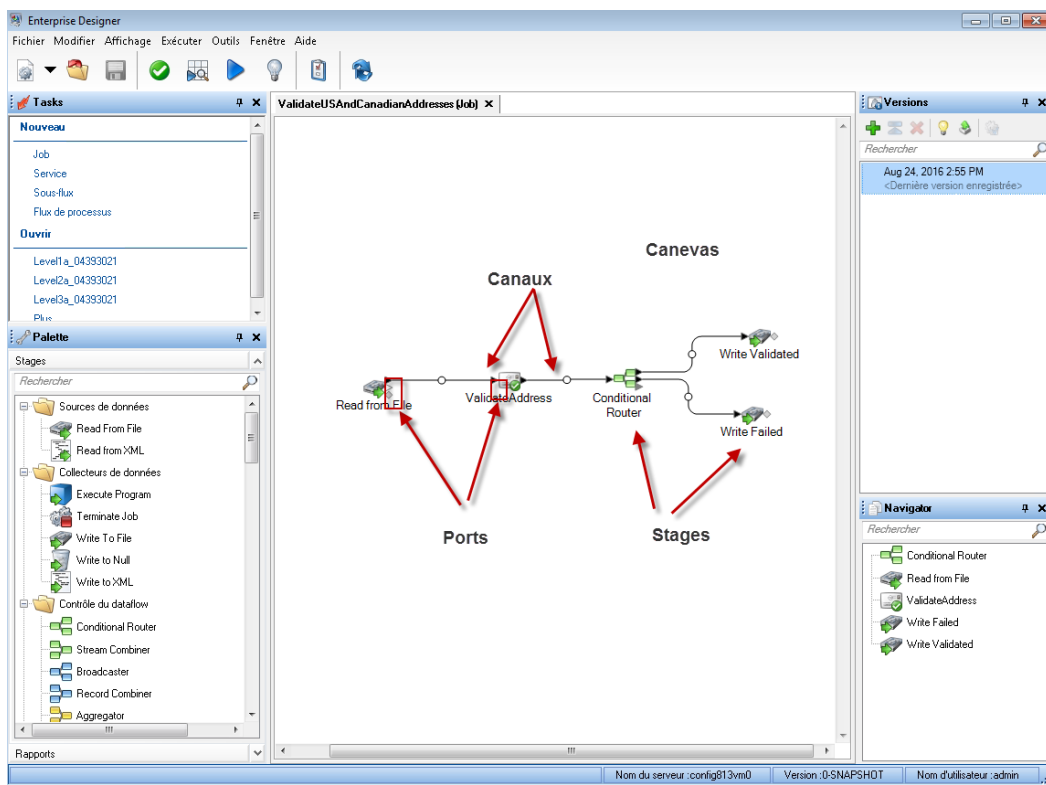 Enterprise Designer
Fichier Modifier Affichage Exécuter Outils Fenêtre Aide
Tasks
Nouveau
Job
Service
Sous-flux
Flux de processus
Ouvrir
Level1a_04393021
Level2a_04393021
Level3a_04393021
Plus
Palette
Stages
Rechercher
Sources de données
Read From File
Read from XML
Collecteurs de données
Execute Program
Terminate Job
Write To File
Write to Null
Write to XML
Contrôle du dataflow
Conditional Router
Stream Combiner
Broadcaster
Record Combiner
Aggregator
Rapports
ValidateUSAndCanadianAddresses (Job)
Canevas
Canaux
Read from File
ValidateAddress
Conditional
Router
Write Validated
Write Failed
Ports
Stages
Versions
Rechercher
Aug 24, 2016 2:55 PM
<Dernière version enregistrée>
Navigator
Rechercher
Conditional Router
Read from File
ValidateAddress
Write Failed
Write Validated
Nom du serveur :config813vm0 Version :0-SNAPSHOT Nom d'utilisateur :admin